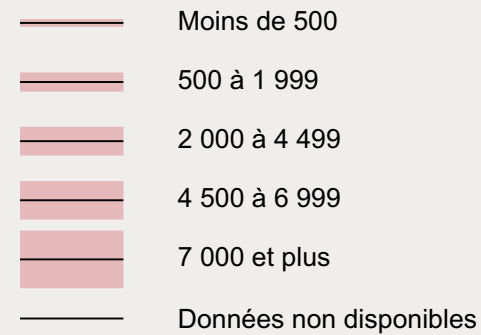 Moins de 500
500 à 1 999
2 000 à 4 499
4 500 à 6 999
7 000 et plus
Données non disponibles